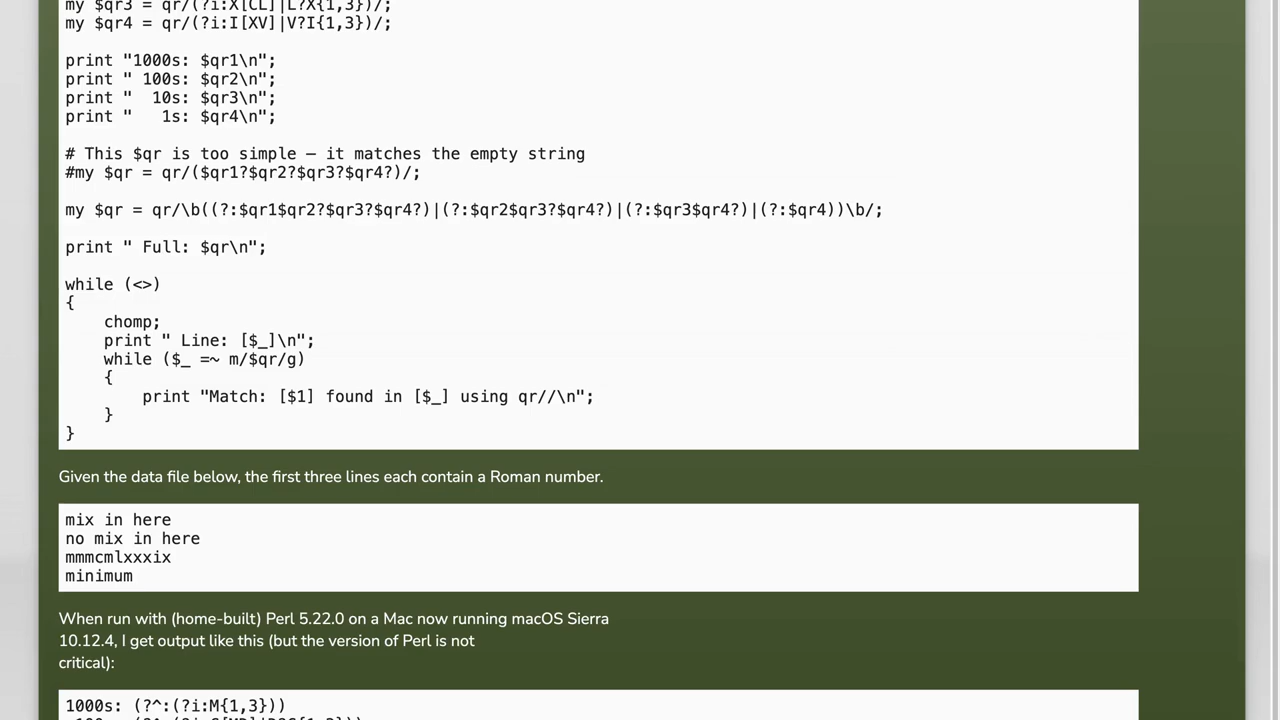 my $qr3 = qr/(?i:X[CL]|L?X{1,3})/;
my $qr4 = qr/(?i:I[XV]|V?I{1,3})/;
print "1000s: $qr1\n";
print " 100s: $qr2\n";
print "  10s: $qr3\n";
print "   1s: $qr4\n";
# This $qr is too simple — it matches the empty string
#my $qr = qr/($qr1?$qr2?$qr3?$qr4?)/;
my $qr = qr/\b((?:$qr1$qr2?$qr3?$qr4?)|(?:$qr2$qr3?$qr4?)|(?:$qr3$qr4?)|(?:$qr4))\b/;
print " Full: $qr\n";
while (<>)
{
    chomp;
    print " Line: [$_]\n";
    while ($_ =~ m/$qr/g)
    {
        print "Match: [$1] found in [$_] using qr//\n";
    }
}
Given the data file below, the first three lines each contain a Roman number.
mix in here
no mix in here
mmmcmlxxxix
minimum
When run with (home-built) Perl 5.22.0 on a Mac now running macOS Sierra
10.12.4, I get output like this (but the version of Perl is not
critical):
1000s: (?^:(?i:M{1,3}))